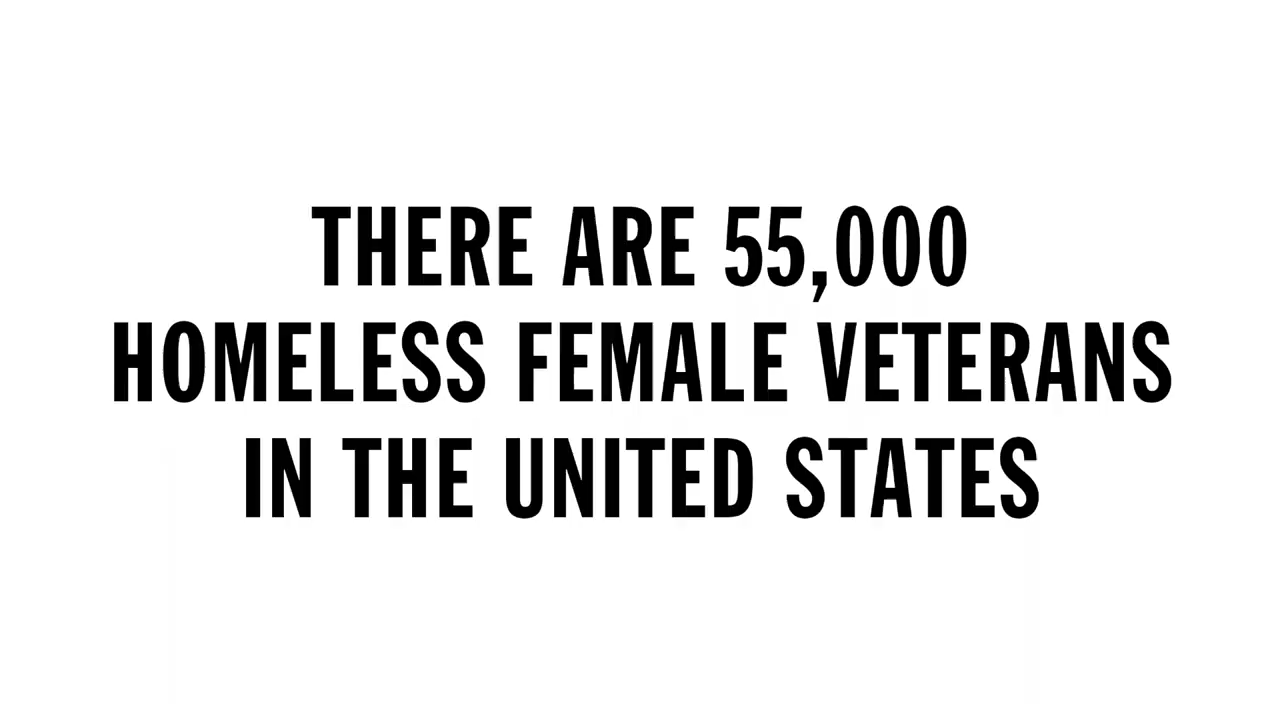 THERE ARE 55,000
HOMELESS FEMALE VETERANS
IN THE UNITED STATES